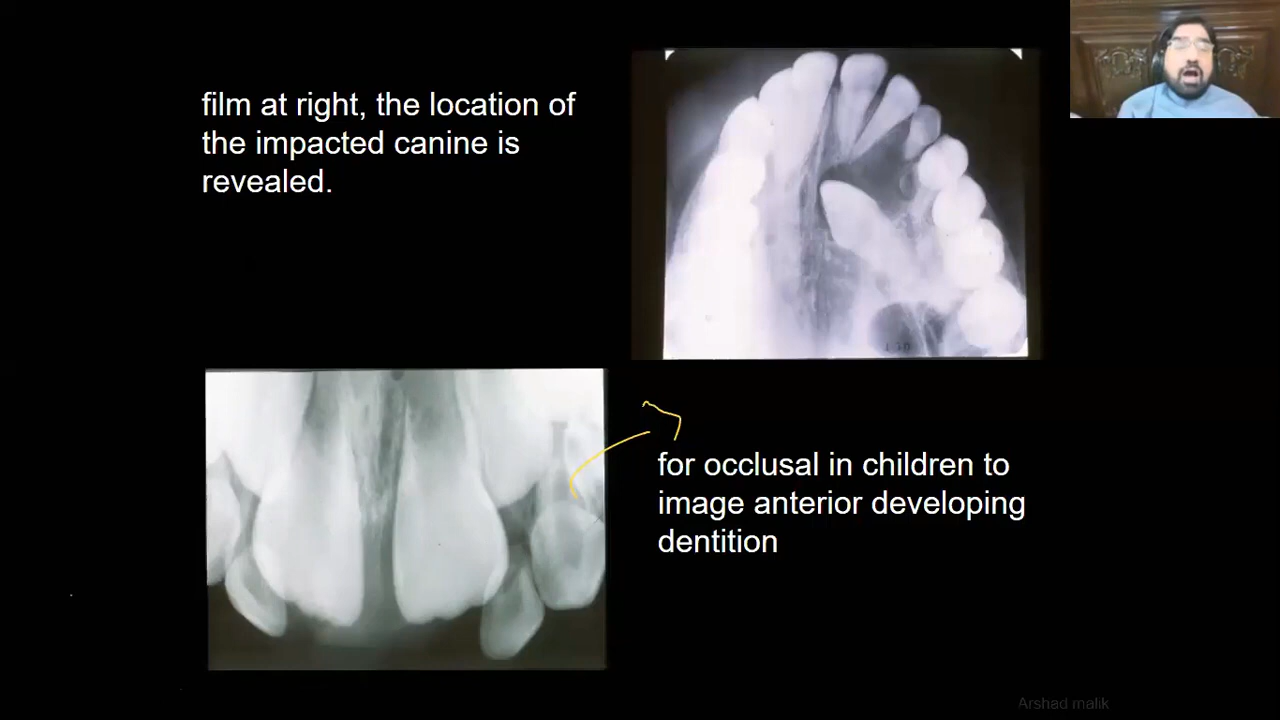 film at right, the location of
the impacted canine is
revealed.
for occlusal in children to
image anterior developing
dentition
Arshad malik